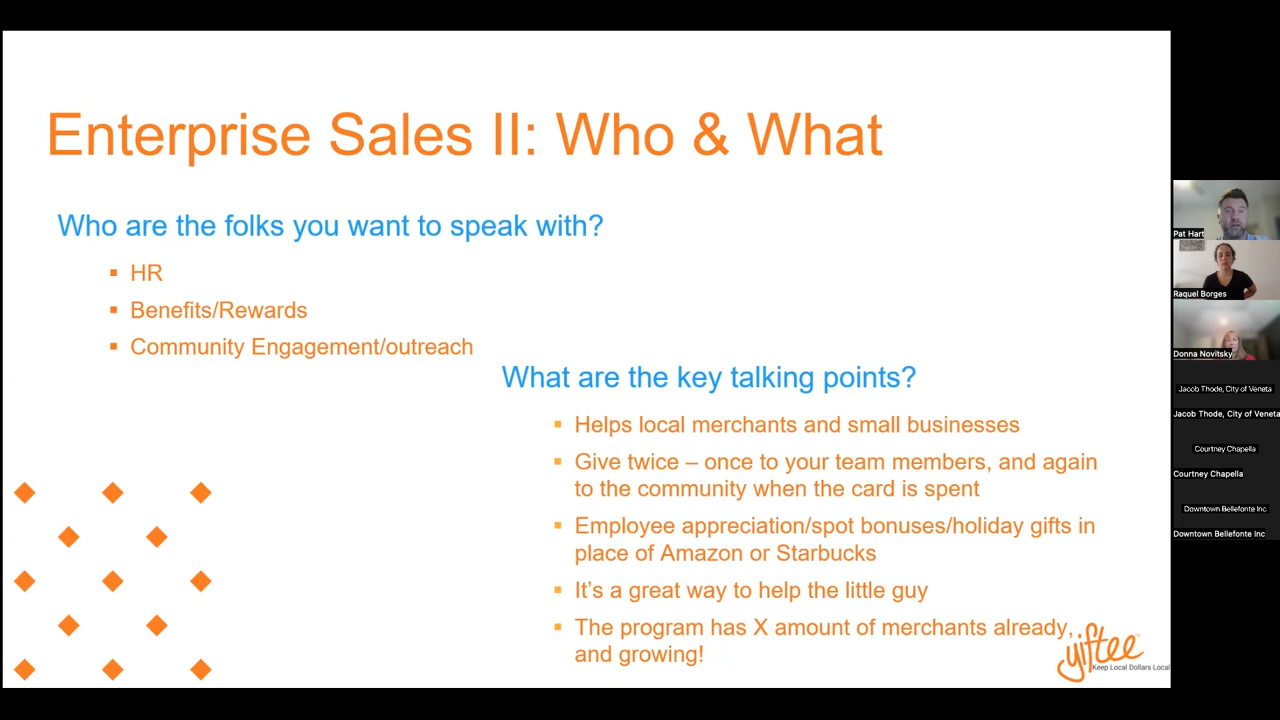 Enterprise Sales II: Who & What
Who are the folks you want to speak with?
▪ HR
▪ Benefits/Rewards
▪ Community Engagement/outreach
What are the key talking points?
▪ Helps local merchants and small businesses
▪ Give twice – once to your team members, and again
to the community when the card is spent
▪ Employee appreciation/spot bonuses/holiday gifts in
place of Amazon or Starbucks
▪ It’s a great way to help the little guy
▪ The program has X amount of merchants already,
and growing!
yiftee
Keep Local Dollars Local
Pat Hart
Raquel Borges
Donna Novitsky
Jacob Thode, City of Veneta
Jacob Thode, City of Veneta
Courtney Chapella
Courtney Chapella
Downtown Bellefonte Inc
Downtown Bellefonte Inc